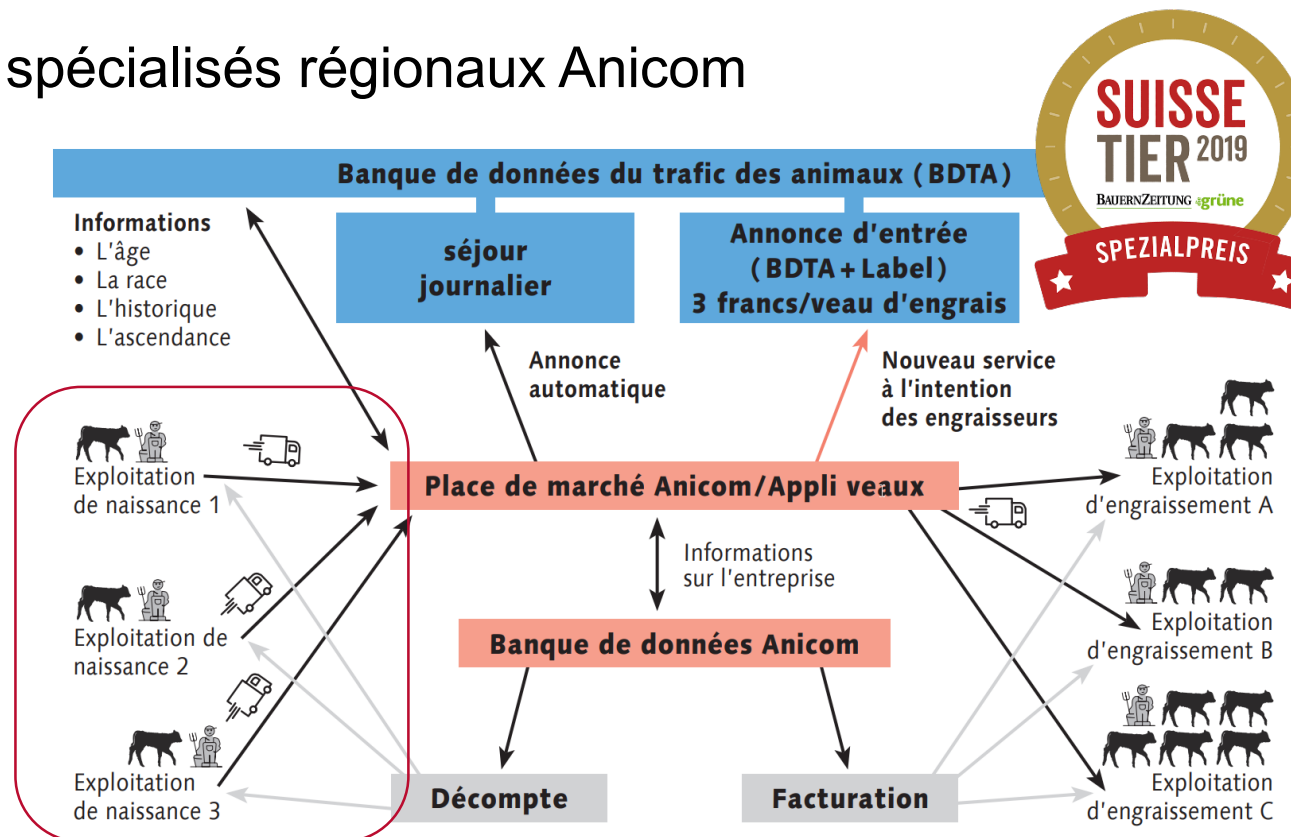 spécialisés régionaux Anicom
SUISSE
TIER 2019
BAUERNZEITUNG grüne
SPEZIALPREIS
Banque de données du trafic des animaux (BDTA)
Informations
• L'âge
• La race
• L'historique
• L'ascendance
séjour
journalier
Annonce d'entrée
(BDTA+Label)
3 francs/veau d'engrais
Annonce
automatique
Nouveau service
à l'intention
des engraisseurs
Exploitation
de naissance 1
Place de marché Anicom/Appli veaux
Exploitation
d'engraissement A
Informations
sur l'entreprise
Exploitation de
naissance 2
Banque de données Anicom
Exploitation
d'engraissement B
Exploitation
de naissance 3
Décompte
Facturation
Exploitation
d'engraissement C